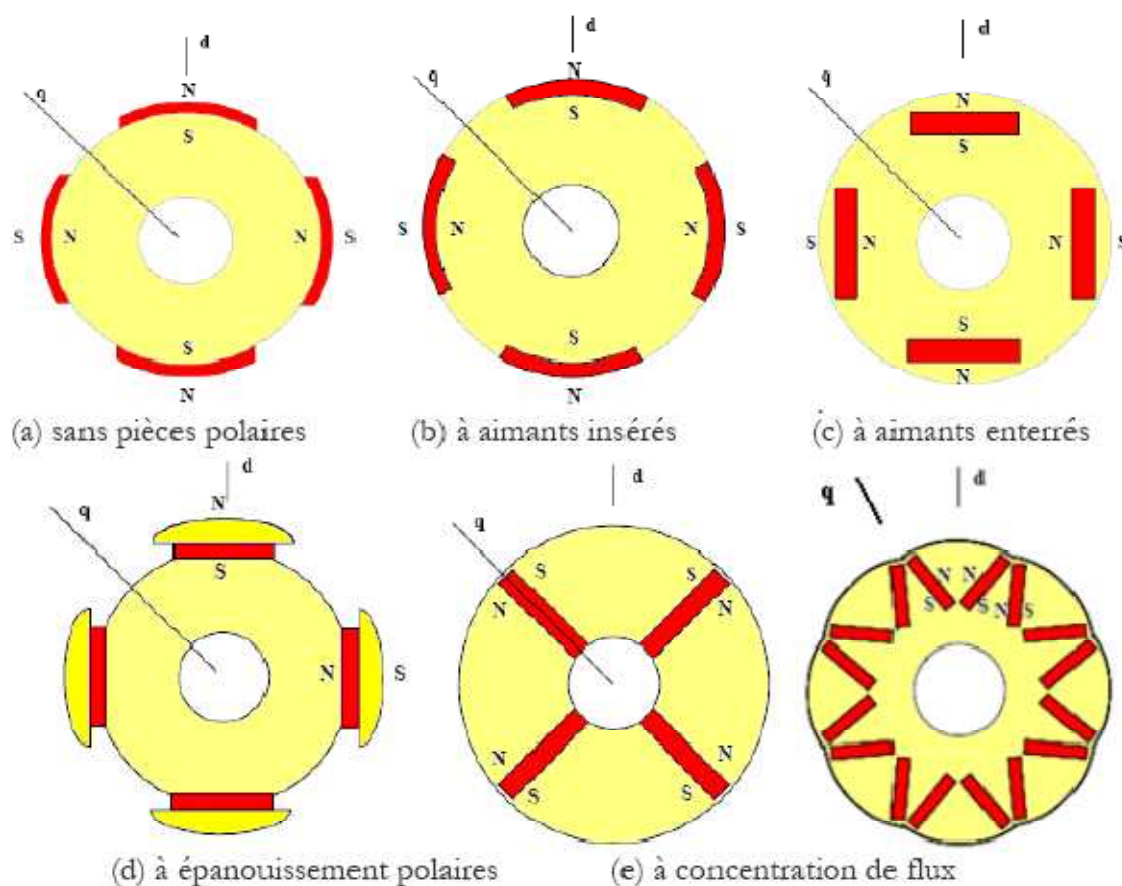 d d d
q q q
N N N
S S S
S N N S S N N S S N N S
S S S
N N N
(a) sans pièces polaires (b) à aimants insérés (c) à aimants enterrés
d d d
q q q
N
S S S N N
N N S S N S
N S
N N
S S
(d) à épanouissement polaires (e) à concentration de flux